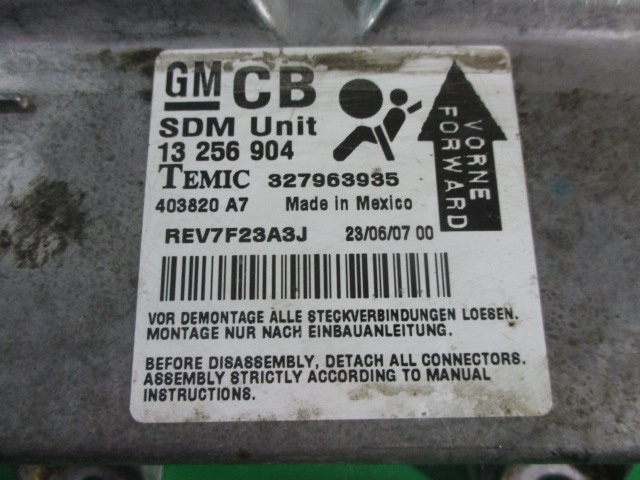 GM CB
SDM Unit
13 256 904
TEMIC 327963935
403820 A7 Made in Mexico
REV7F23A3J 23/06/07 00
VORNE
FORWARD
VOR DEMONTAGE ALLE STECKVERBINDUNGEN LOESEN.
MONTAGE NUR NACH EINBAUANLEITUNG.
BEFORE DISASSEMBLY, DETACH ALL CONNECTORS.
ASSEMBLY STRICTLY ACCORDING TO MANUAL
INSTRUCTIONS.